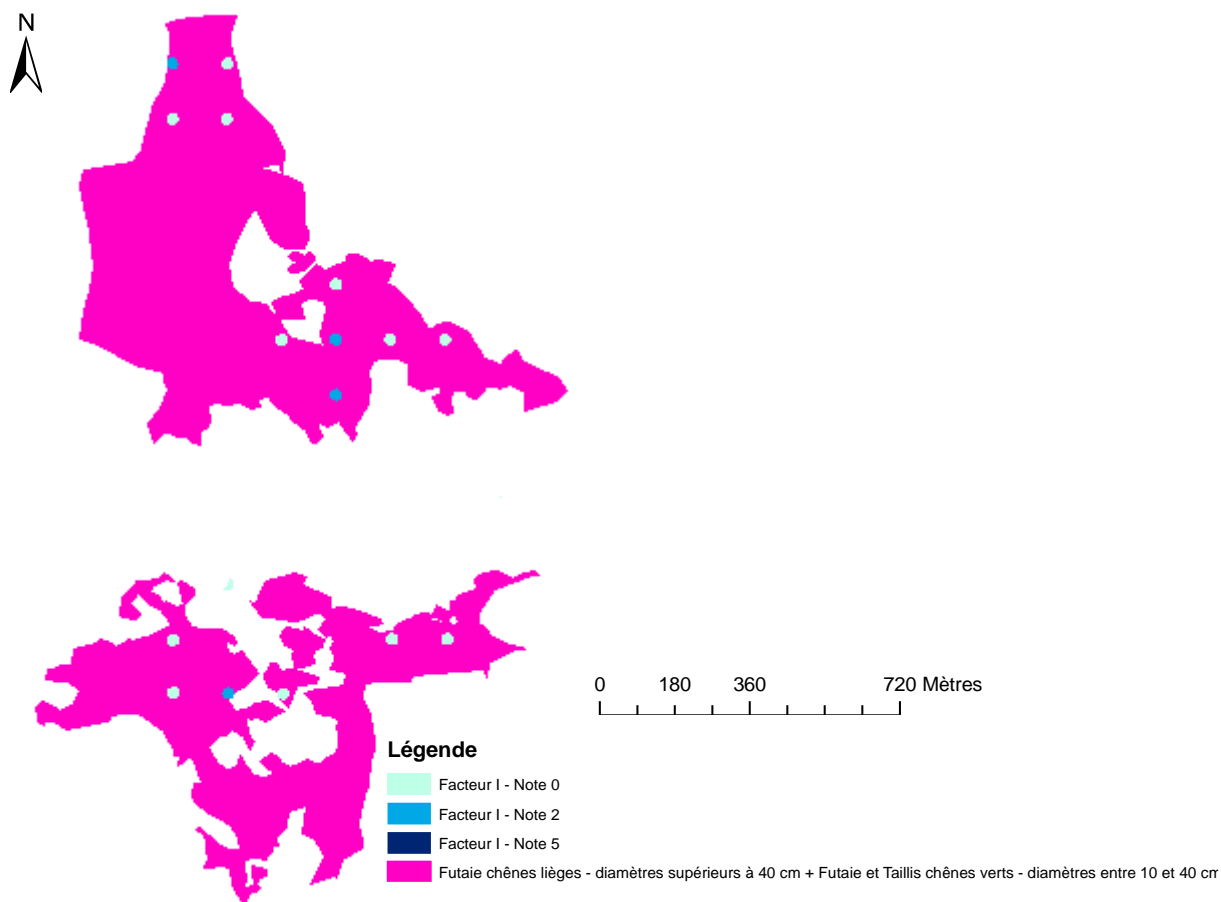 N
0 180 360 720 Mètres
Légende
Facteur I - Note 0
Facteur I - Note 2
Facteur I - Note 5
Futaie chênes lièges - diamètres supérieurs à 40 cm + Futaie et Taillis chênes verts - diamètres entre 10 et 40 cm